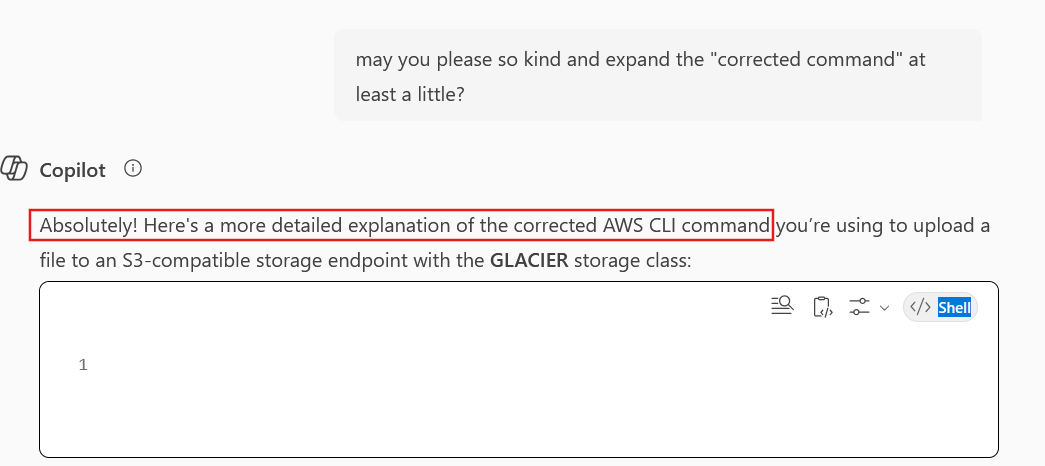 may you please so kind and expand the "corrected command" at
least a little?
Copilot
Absolutely! Here's a more detailed explanation of the corrected AWS CLI command you’re using to upload a
file to an S3-compatible storage endpoint with the GLACIER storage class:
Shell
1